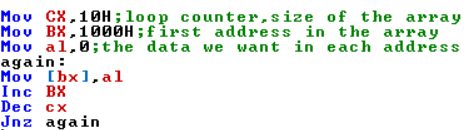 Mov CX,10H;loop counter,size of the array
Mov BX,1000H;first address in the array
Mov al,0;the data we want in each address
again:
Mov [bx],al
Inc BX
Dec cx
Jnz again